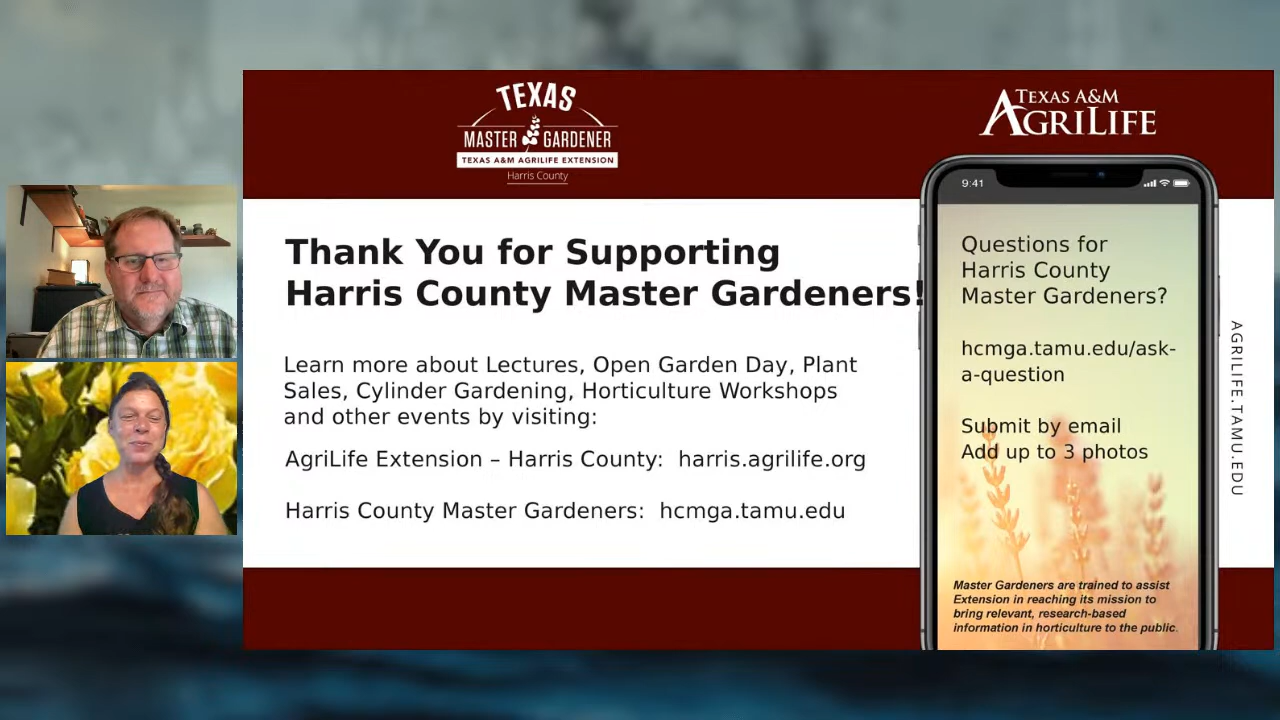 TEXAS
MASTER GARDENER
TEXAS A&M AGRILIFE EXTENSION
Harris County
TEXAS A&M
AGRILIFE
Thank You for Supporting
Harris County Master Gardeners!
Learn more about Lectures, Open Garden Day, Plant
Sales, Cylinder Gardening, Horticulture Workshops
and other events by visiting:
AgriLife Extension – Harris County: harris.agrilife.org
Harris County Master Gardeners: hcmga.tamu.edu
9:41
Questions for
Harris County
Master Gardeners?
hcmga.tamu.edu/ask-
a-question
Submit by email
Add up to 3 photos
Master Gardeners are trained to assist
Extension in reaching its mission to
bring relevant, research-based
information in horticulture to the public.
AGRILIFE.TAMU.EDU